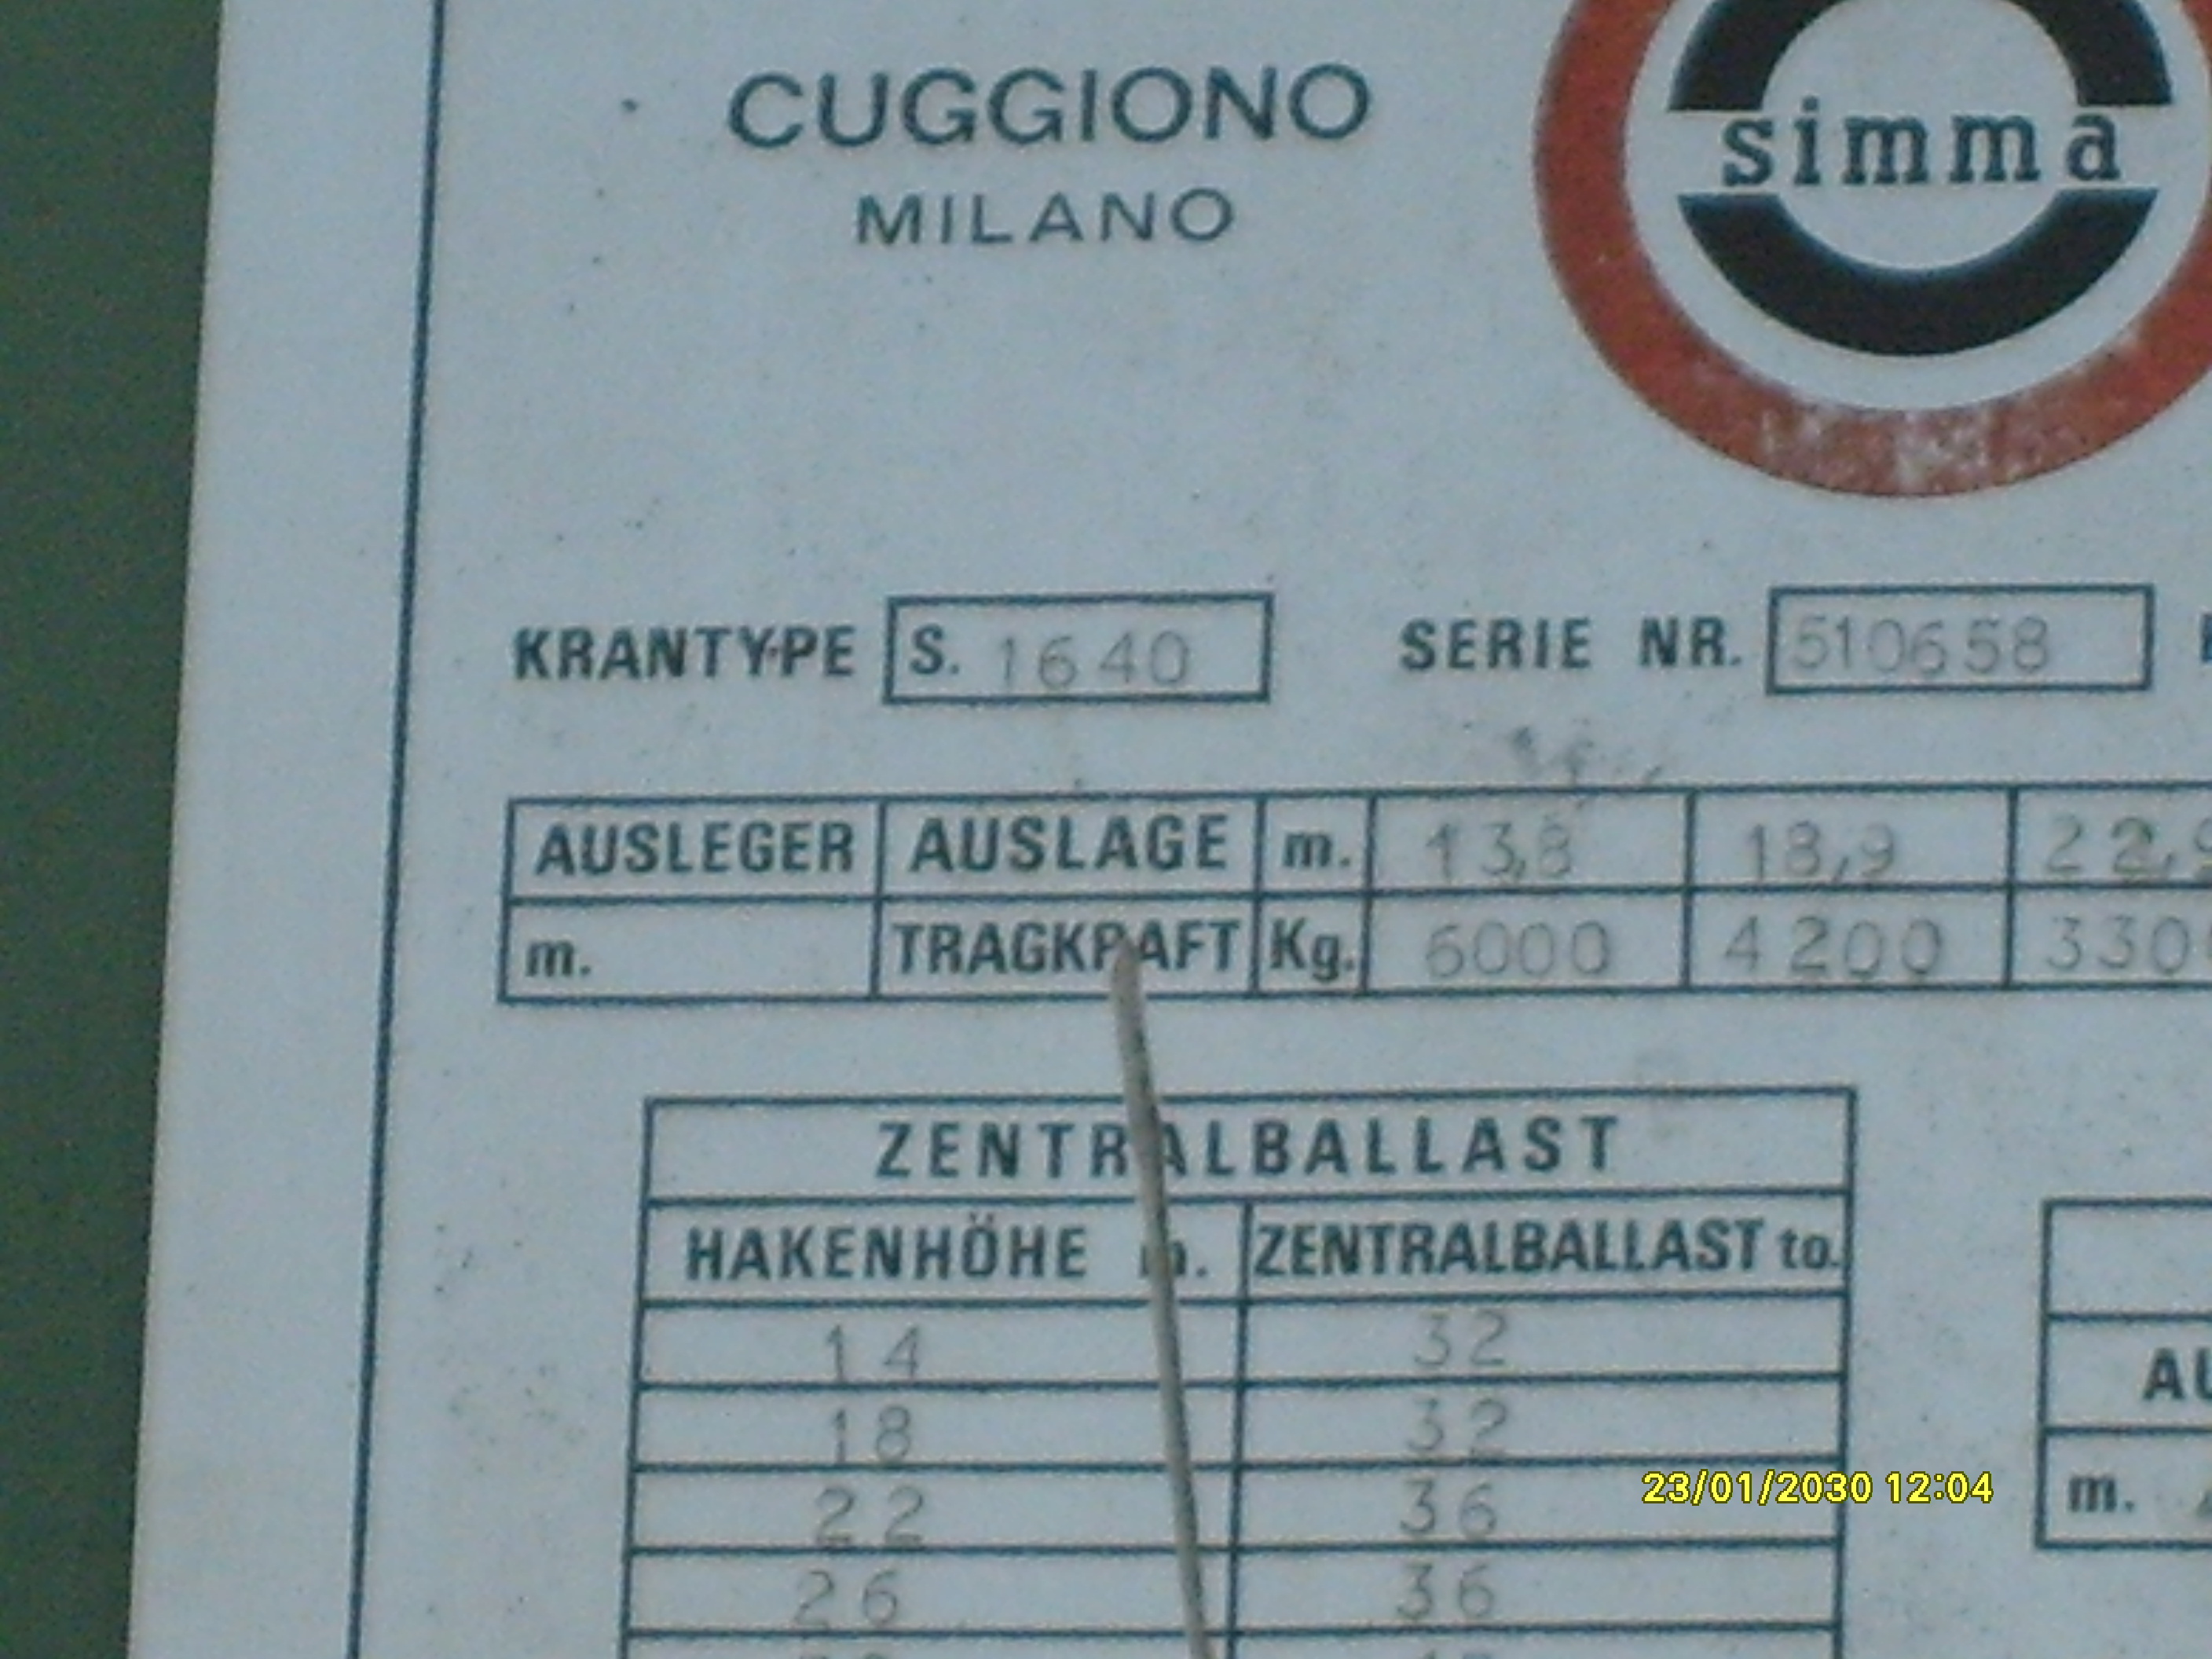 CUGGIONO
MILANO
simma
KRANTYPE S. 1640 SERIE NR. 510658
AUSLEGER AUSLAGE m. 13,8 18,9
m. TRAGKRAFT Kg. 6000 4200
ZENTRALBALLAST
HAKENHÖHE m. ZENTRALBALLAST to.
14 32
18 32
22 36
26 36
m.
23/01/2030 12:04